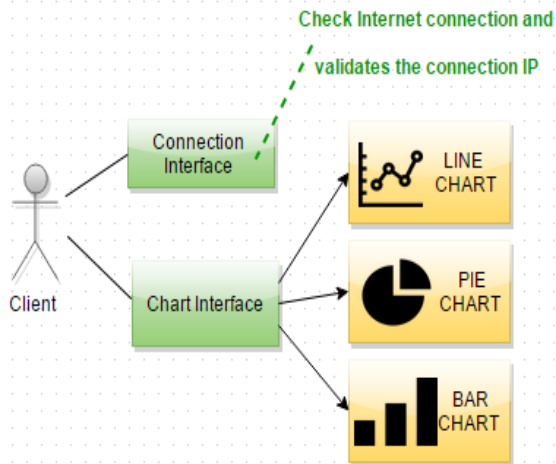 Check Internet connection and
validates the connection IP
Connection
Interface
LINE
CHART
Client
Chart Interface
PIE
CHART
BAR
CHART